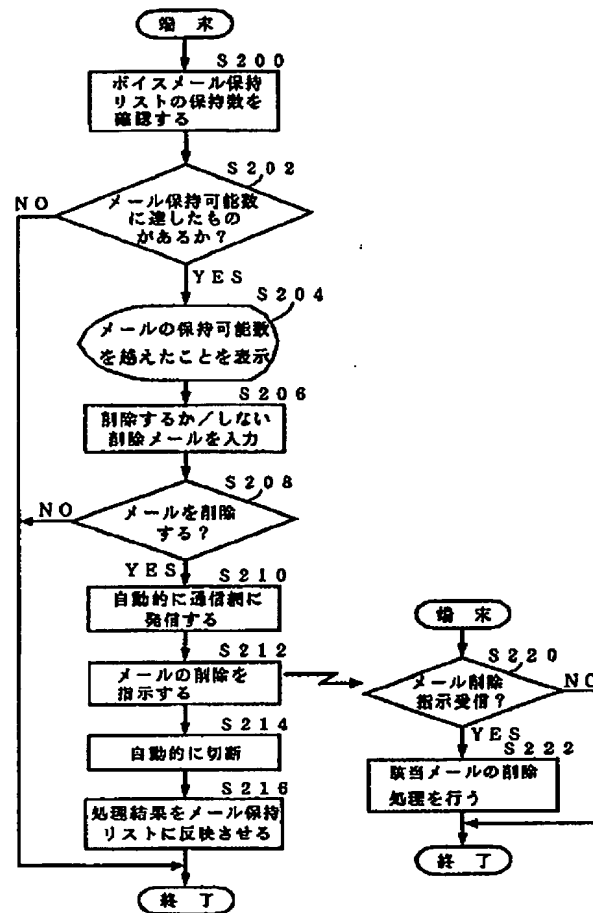 端 末
S200
ボイスメール保持
リストの保持数を
確認する
S202
メール保持可能数
に達したもの
があるか？
NO
YES
S204
メールの保持可能数
を越えたことを表示
S206
削除するか／しない
削除メールを入力
S208
メールを削除
する？
NO
YES
S210
自動的に通信網に
発信する
S212
メールの削除を
指示する
S214
自動的に切断
S216
処理結果をメール保持
リストに反映させる
終 了
端 末
S220
メール削除
指示受信？
NO
YES
S222
該当メールの削除
処理を行う
終 了